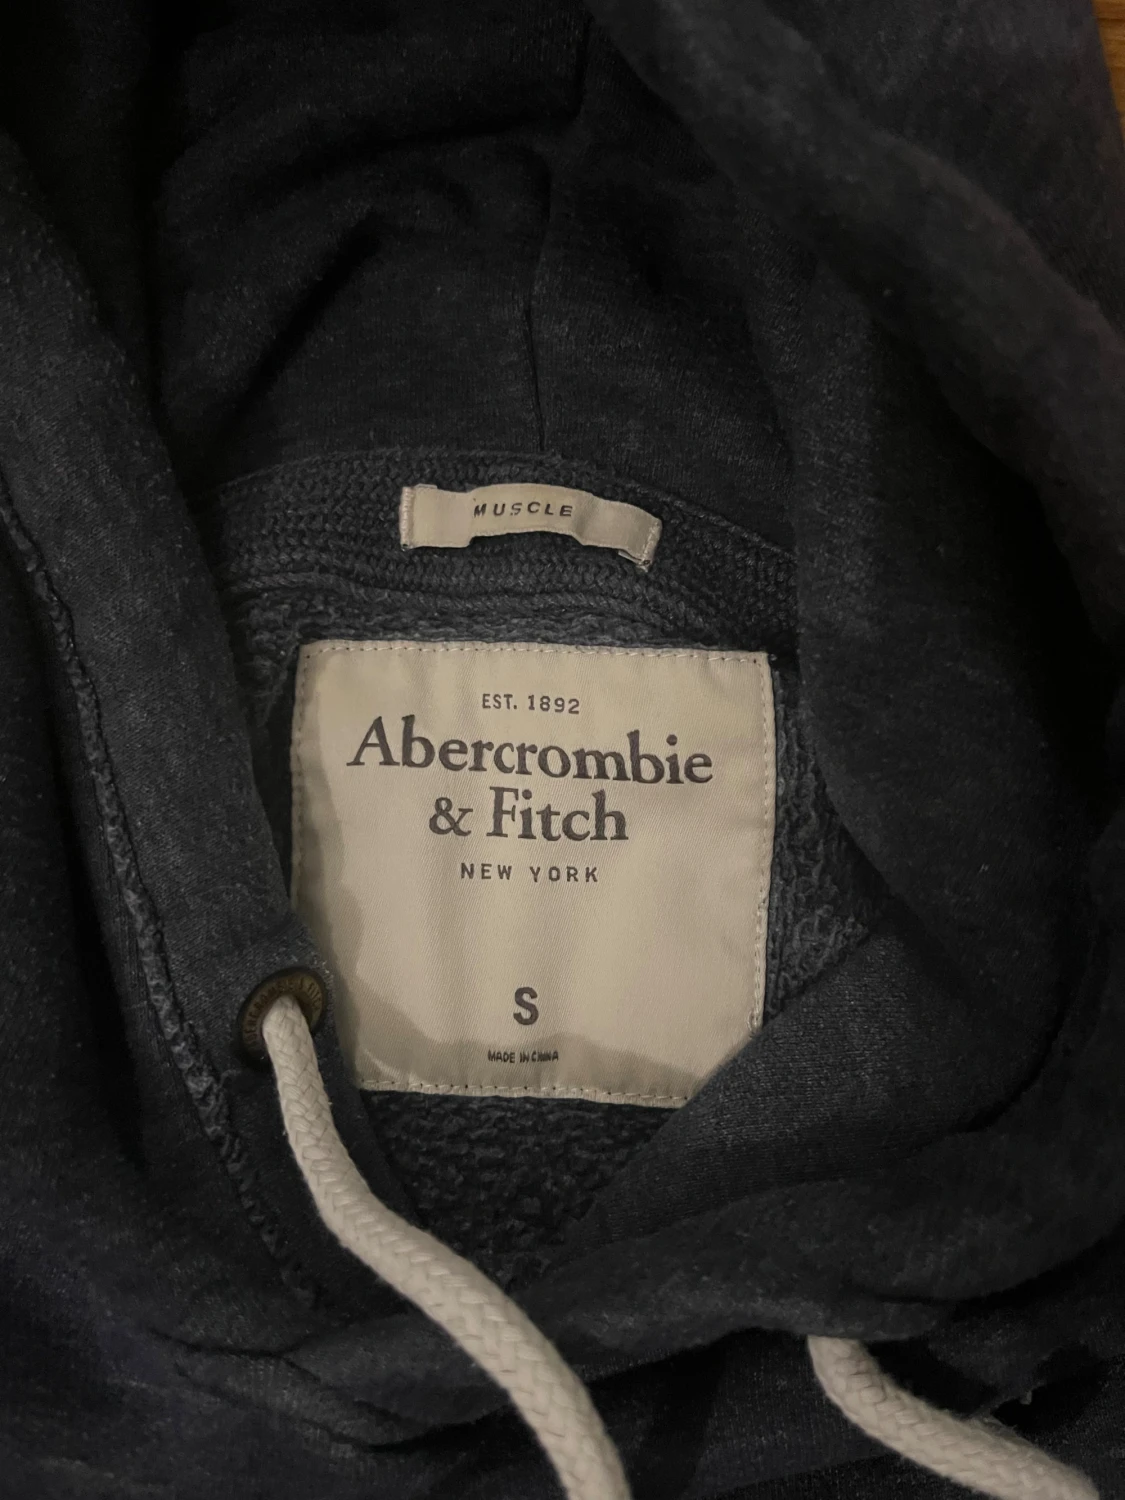 MUSCLE
EST. 1892
Abercrombie
& Fitch
NEW YORK
S
MADE IN CHINA